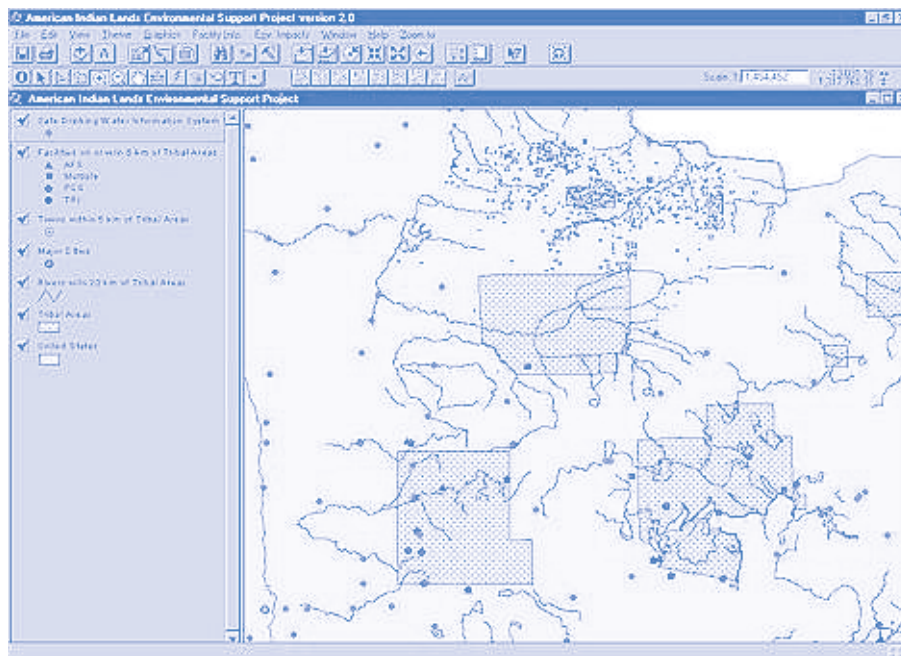 American Indian Lands Environmental Support Project version 2.0
File Edit View Theme Graphics Facility Info Env. Impacts Window Help Zoom to
Scale 1:
American Indian Lands Environmental Support Project
Safe Drinking Water Information System
Facilities on or w/in 5 km of Tribal Areas
AFS
Multiple
PCS
TRI
Towns within 5 km of Tribal Areas
Major Cities
Rivers w/in 20 km of Tribal Areas
Tribal Areas
United States